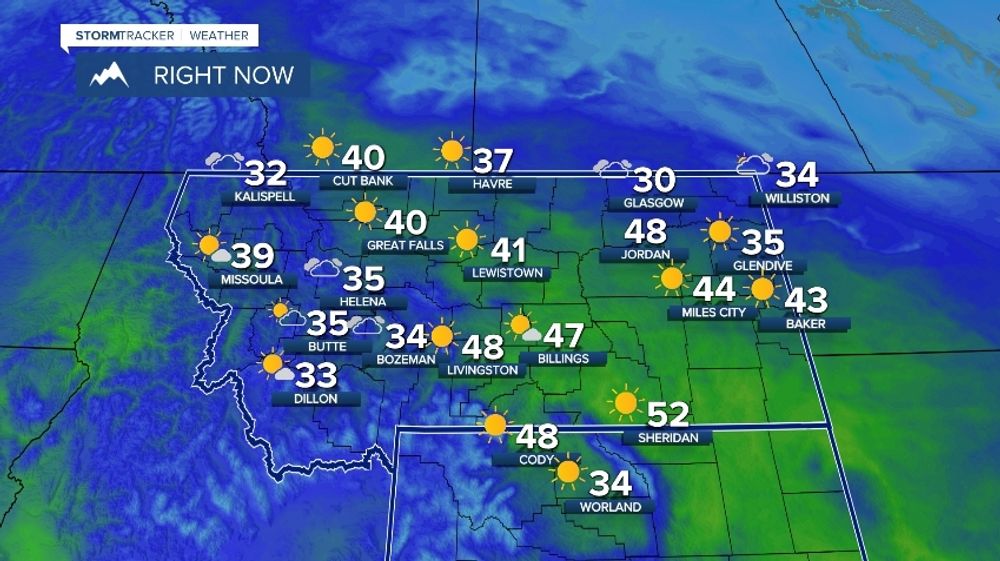 STORMTRACKER | WEATHER
RIGHT NOW
32
KALISPELL
40
CUT BANK
37
HAVRE
30
GLASGOW
34
WILLISTON
40
GREAT FALLS
41
LEWISTOWN
48
JORDAN
35
GLENDIVE
39
MISSOULA
35
HELENA
44
MILES CITY
43
BAKER
35
BUTTE
34
BOZEMAN
48
LIVINGSTON
47
BILLINGS
33
DILLON
52
SHERIDAN
48
CODY
34
WORLAND